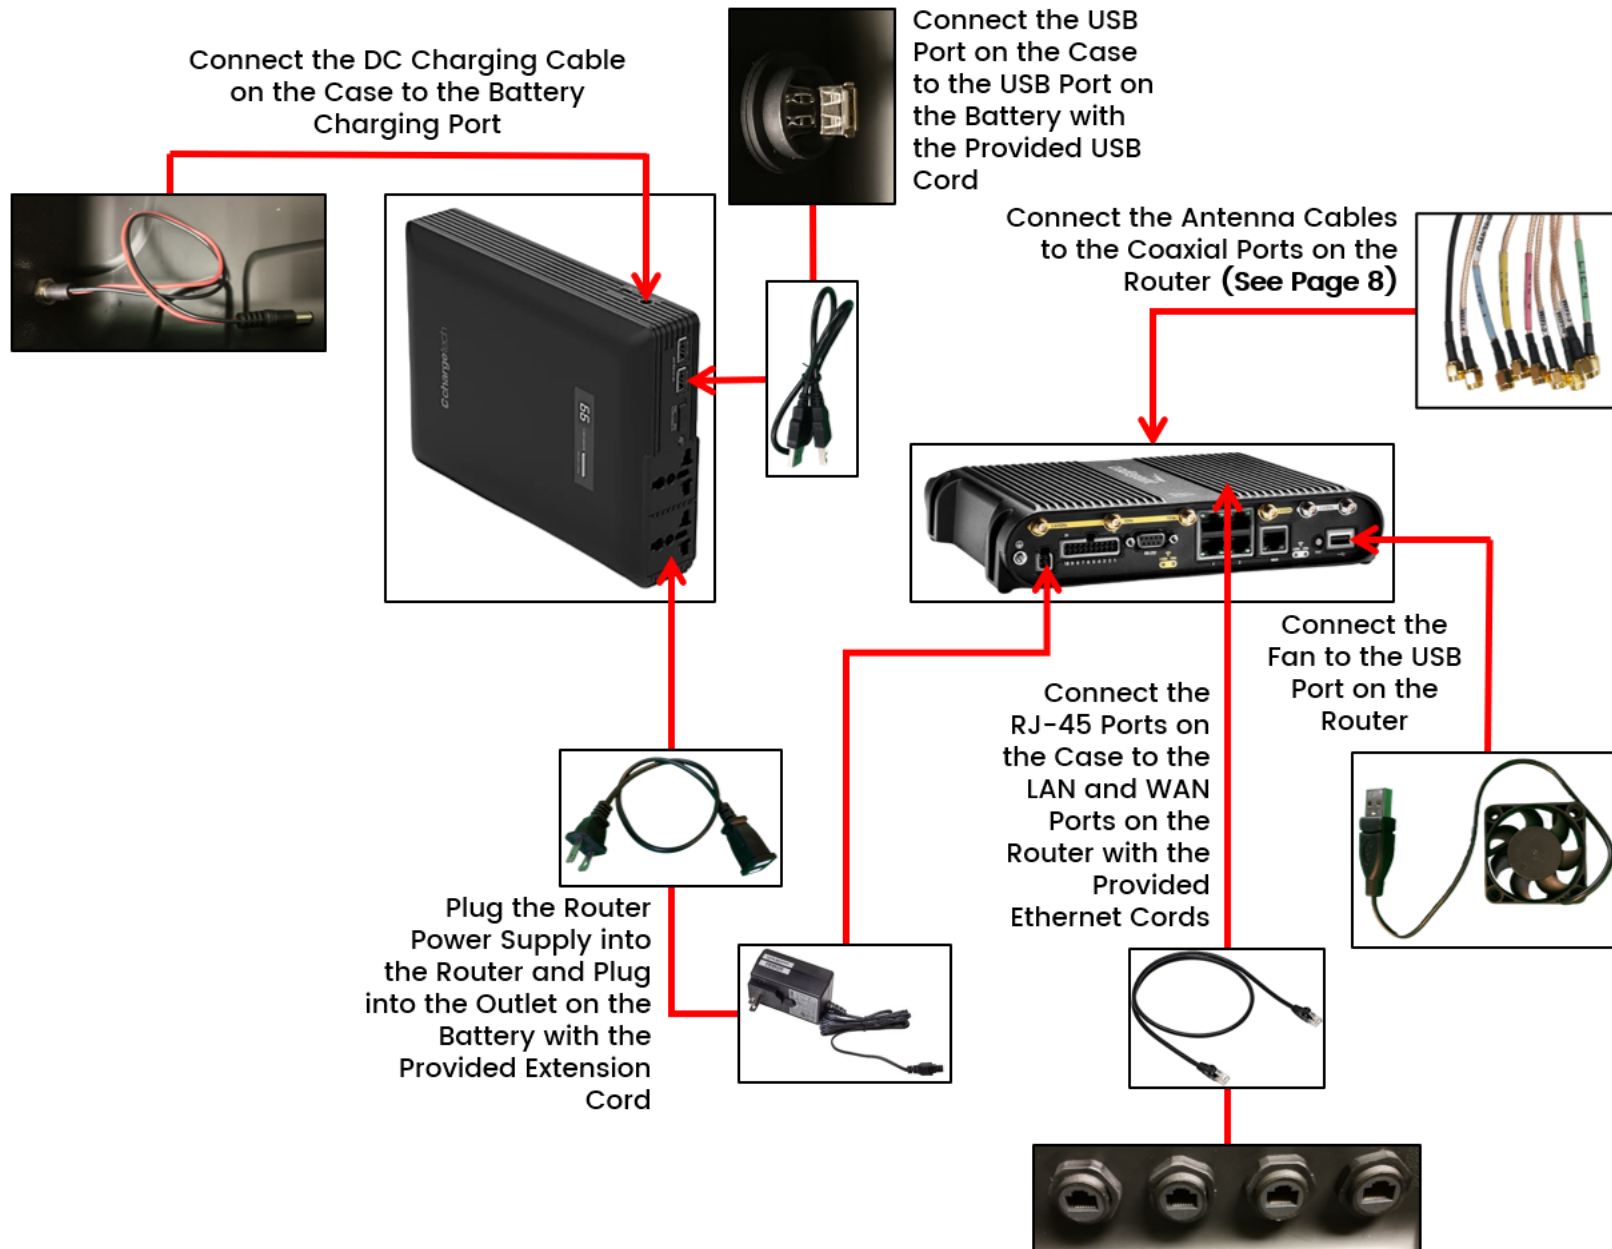 Connect the DC Charging Cable
on the Case to the Battery
Charging Port
Connect the USB
Port on the Case
to the USB Port on
the Battery with
the Provided USB
Cord
Connect the Antenna Cables
to the Coaxial Ports on the
Router (See Page 8)
chargetech
99
cradlepoint
Connect the
Fan to the USB
Port on the
Router
Connect the
RJ-45 Ports on
the Case to the
LAN and WAN
Ports on the
Router with the
Provided
Ethernet Cords
Plug the Router
Power Supply into
the Router and Plug
into the Outlet on the
Battery with the
Provided Extension
Cord